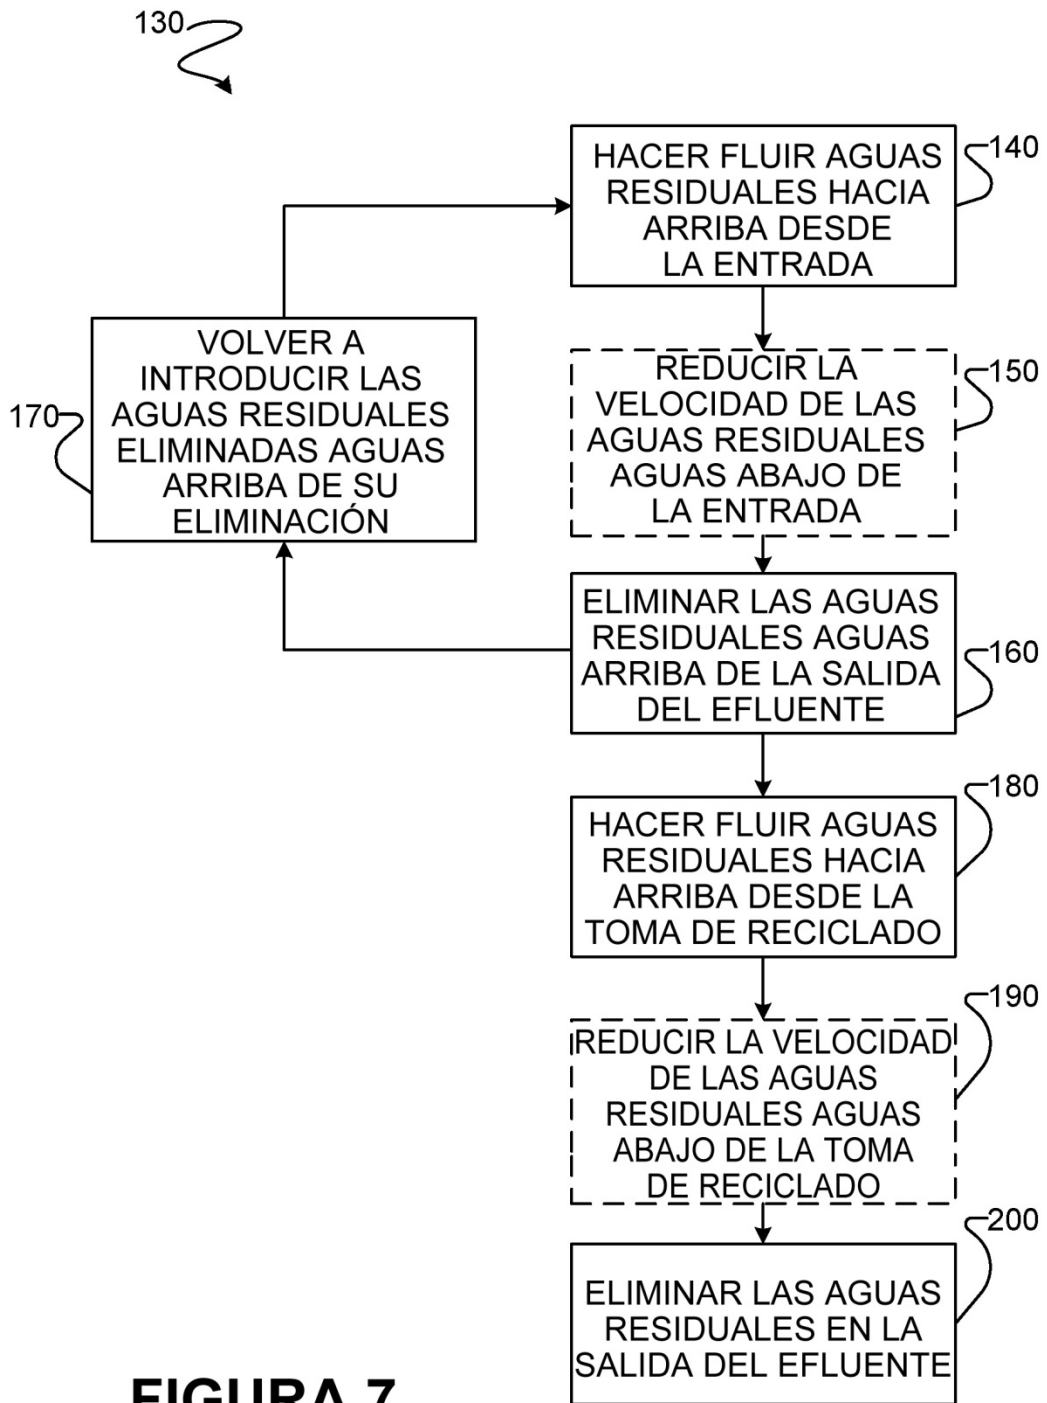 130
HACER FLUIR AGUAS
RESIDUALES HACIA
ARRIBA DESDE
LA ENTRADA
140
REDUCIR LA
VELOCIDAD DE LAS
AGUAS RESIDUALES
AGUAS ABAJO DE
LA ENTRADA
150
VOLVER A
INTRODUCIR LAS
AGUAS RESIDUALES
ELIMINADAS AGUAS
ARRIBA DE SU
ELIMINACIÓN
170
ELIMINAR LAS AGUAS
RESIDUALES AGUAS
ARRIBA DE LA SALIDA
DEL EFLUENTE
160
HACER FLUIR AGUAS
RESIDUALES HACIA
ARRIBA DESDE LA
TOMA DE RECICLADO
180
REDUCIR LA VELOCIDAD
DE LAS AGUAS
RESIDUALES AGUAS
ABAJO DE LA TOMA
DE RECICLADO
190
ELIMINAR LAS AGUAS
RESIDUALES EN LA
SALIDA DEL EFLUENTE
200
FIGURA 7